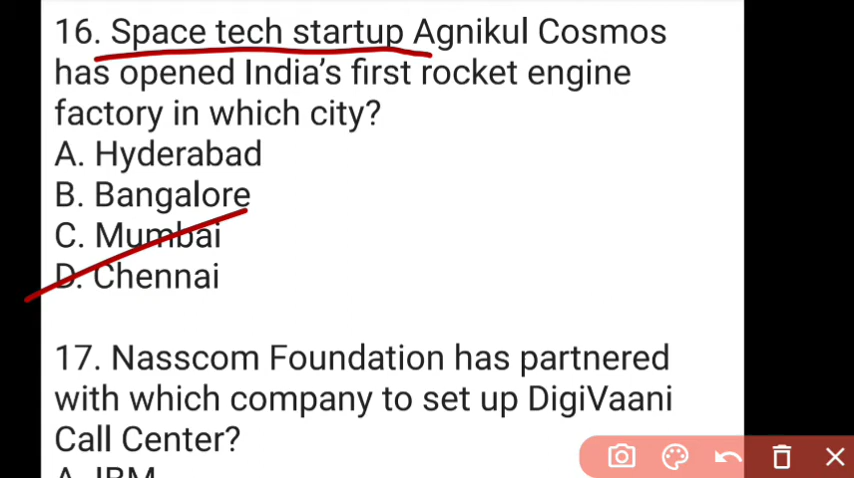 16. Space tech startup Agnikul Cosmos
has opened India's first rocket engine
factory in which city?
A. Hyderabad
B. Bangalore
C. Mumbai
D. Chennai
17. Nasscom Foundation has partnered
with which company to set up DigiVaani
Call Center?
A. IBM